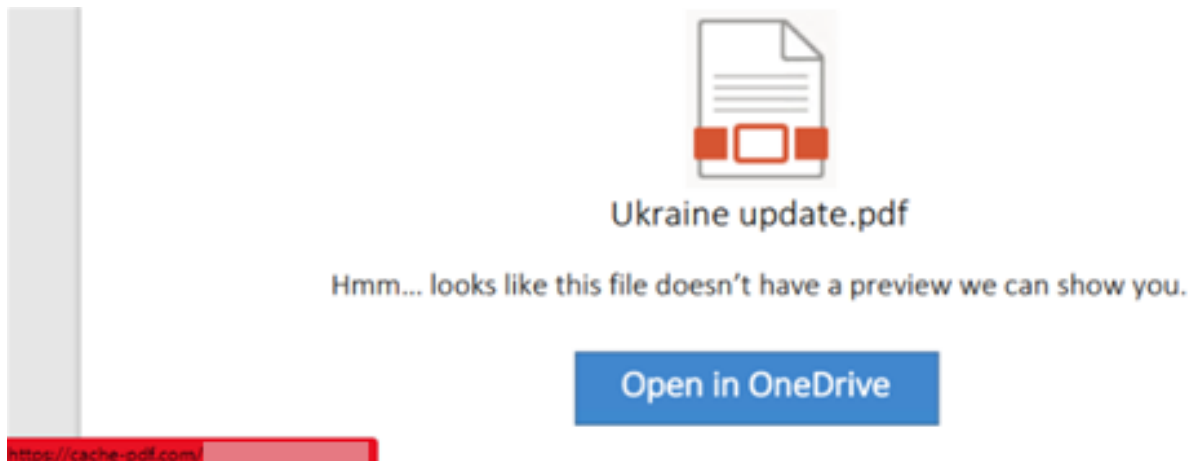 Ukraine update.pdf
Hmm... looks like this file doesn’t have a preview we can show you.
Open in OneDrive
https://cache-pdf.com/